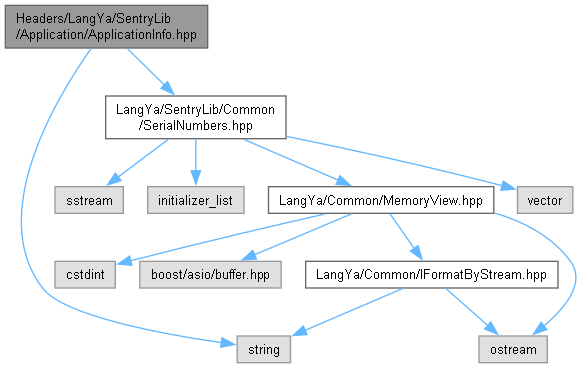 Headers/LangYa/SentryLib
/Application/ApplicationInfo.hpp
LangYa/SentryLib/Common
/SerialNumbers.hpp
sstream
initializer_list
LangYa/Common/MemoryView.hpp
vector
cstdint
boost/asio/buffer.hpp
LangYa/Common/IFormatByStream.hpp
string
ostream